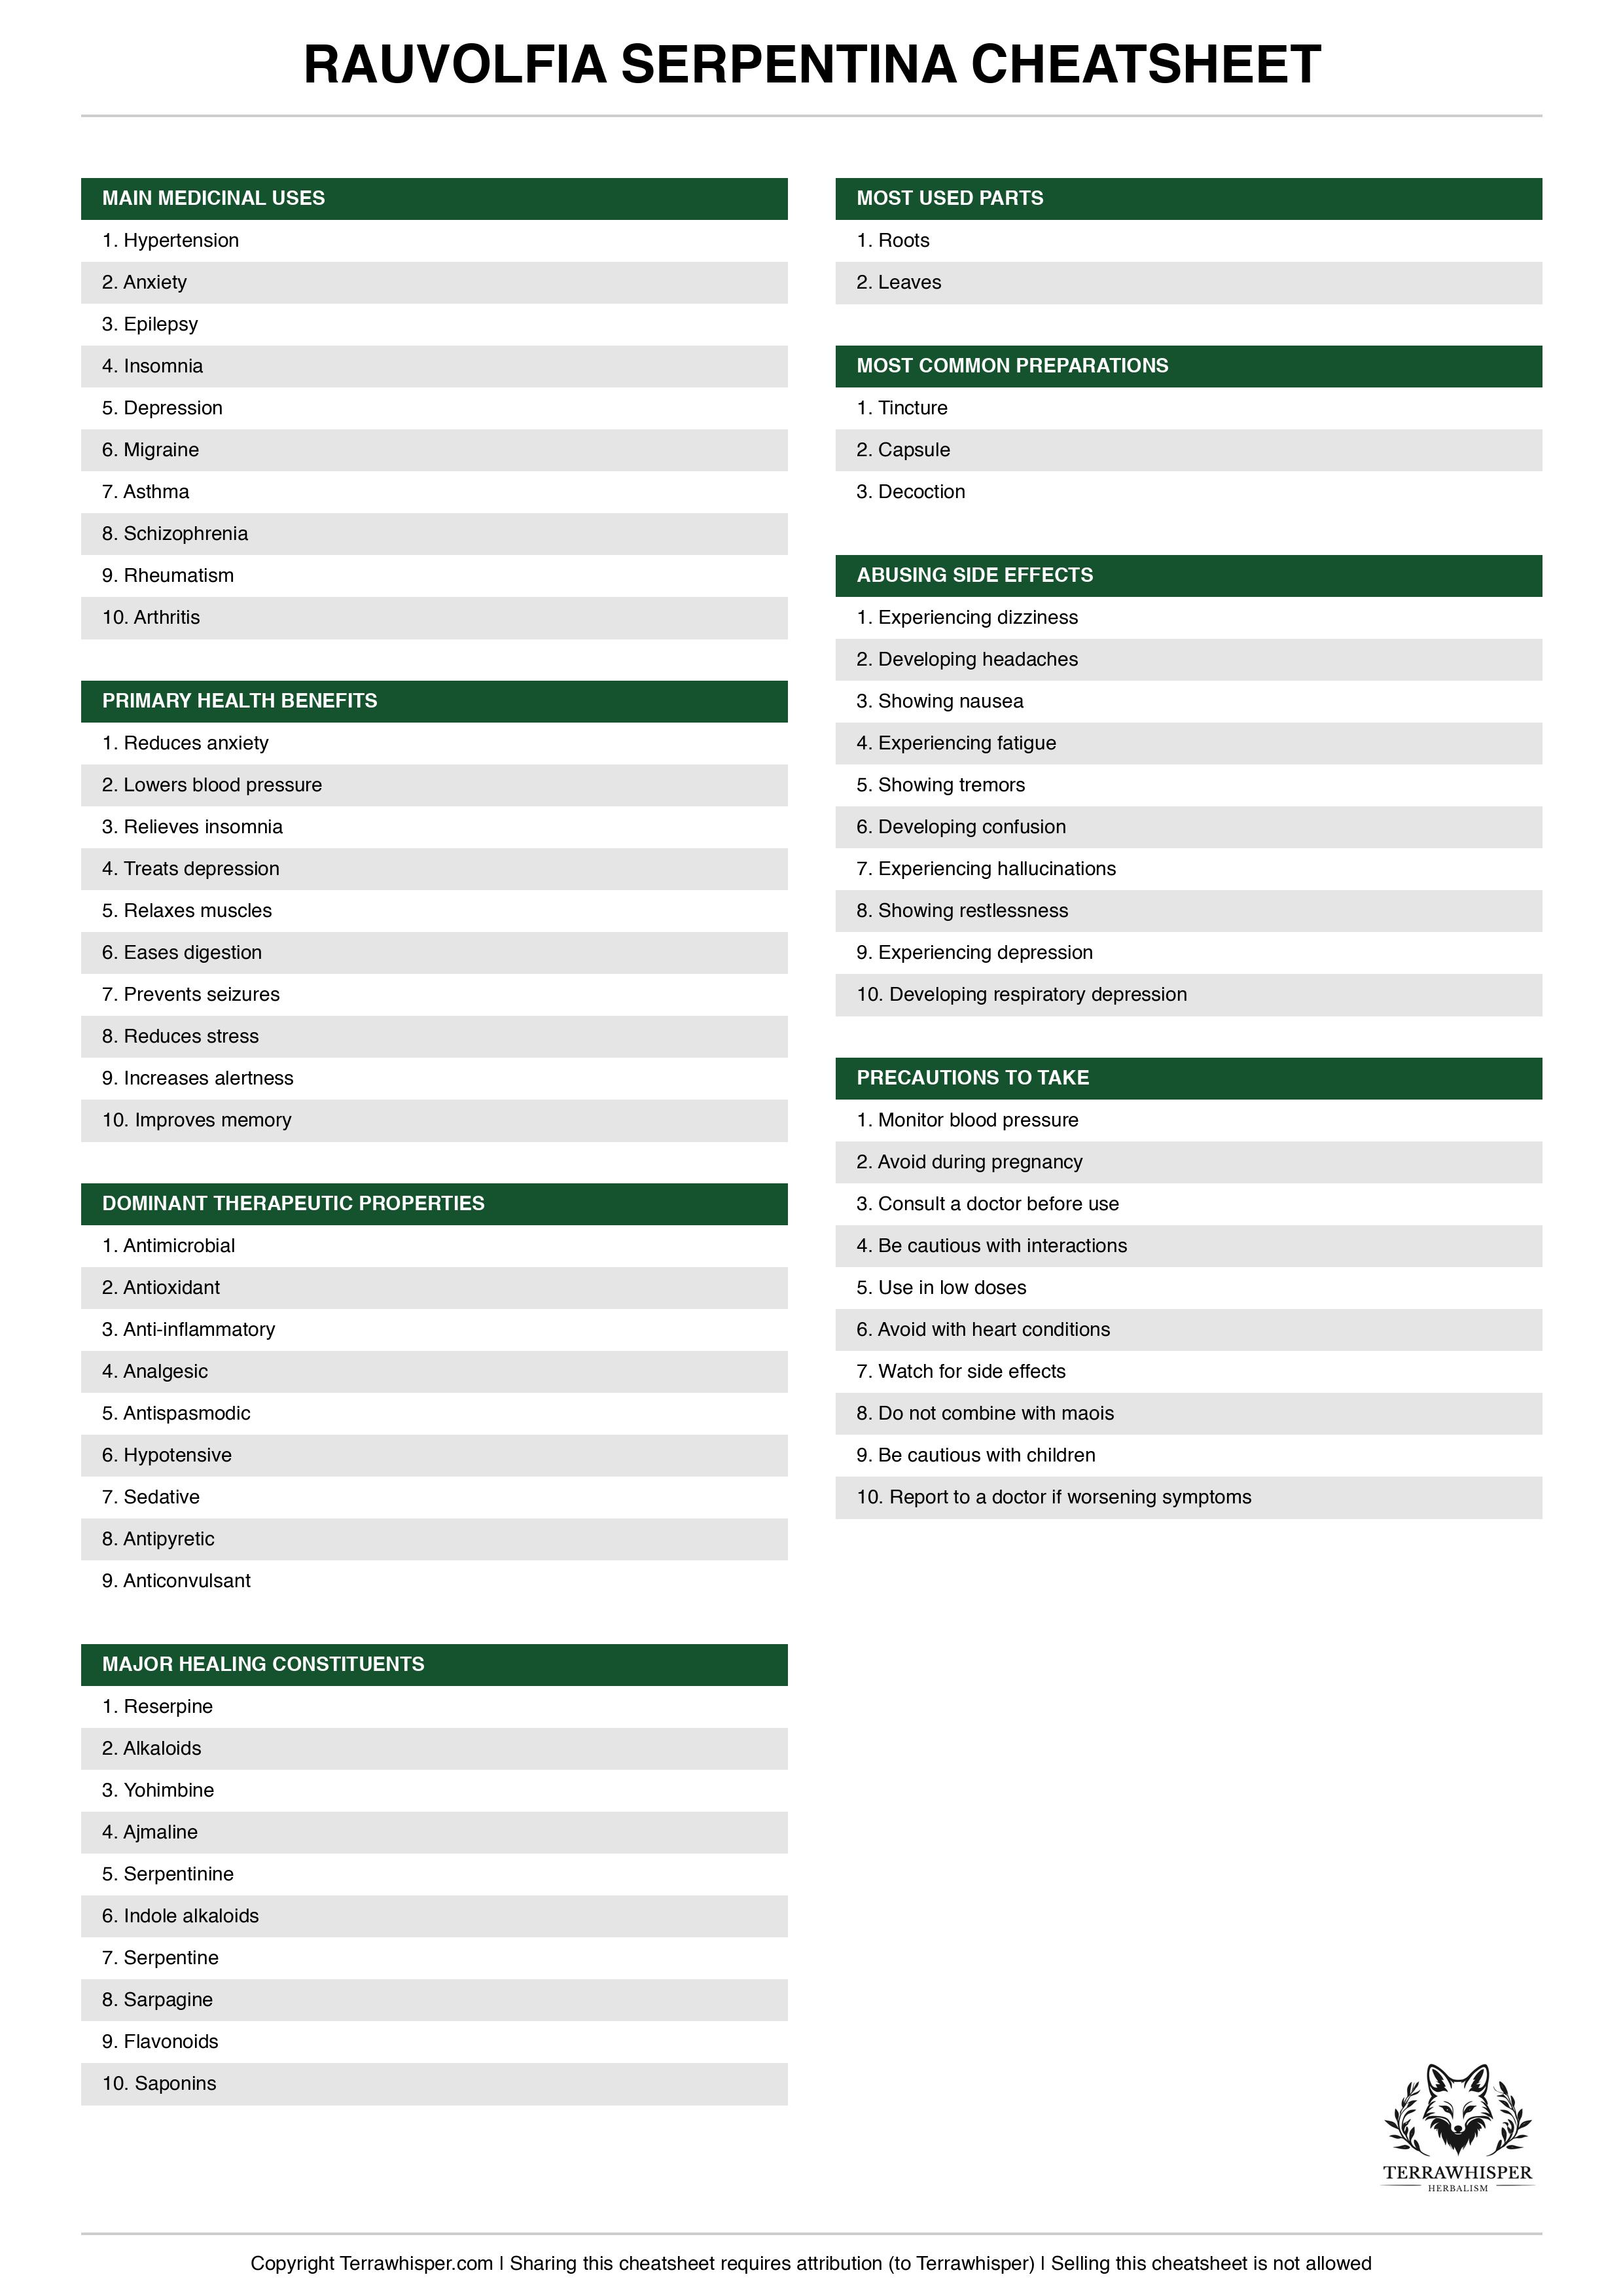 RAUVOLFIA SERPENTINA CHEATSHEET
MAIN MEDICINAL USES
1. Hypertension
2. Anxiety
3. Epilepsy
4. Insomnia
5. Depression
6. Migraine
7. Asthma
8. Schizophrenia
9. Rheumatism
10. Arthritis
PRIMARY HEALTH BENEFITS
1. Reduces anxiety
2. Lowers blood pressure
3. Relieves insomnia
4. Treats depression
5. Relaxes muscles
6. Eases digestion
7. Prevents seizures
8. Reduces stress
9. Increases alertness
10. Improves memory
DOMINANT THERAPEUTIC PROPERTIES
1. Antimicrobial
2. Antioxidant
3. Anti-inflammatory
4. Analgesic
5. Antispasmodic
6. Hypotensive
7. Sedative
8. Antipyretic
9. Anticonvulsant
MAJOR HEALING CONSTITUENTS
1. Reserpine
2. Alkaloids
3. Yohimbine
4. Ajmaline
5. Serpentinine
6. Indole alkaloids
7. Serpentine
8. Sarpagine
9. Flavonoids
10. Saponins
MOST USED PARTS
1. Roots
2. Leaves
MOST COMMON PREPARATIONS
1. Tincture
2. Capsule
3. Decoction
ABUSING SIDE EFFECTS
1. Experiencing dizziness
2. Developing headaches
3. Showing nausea
4. Experiencing fatigue
5. Showing tremors
6. Developing confusion
7. Experiencing hallucinations
8. Showing restlessness
9. Experiencing depression
10. Developing respiratory depression
PRECAUTIONS TO TAKE
1. Monitor blood pressure
2. Avoid during pregnancy
3. Consult a doctor before use
4. Be cautious with interactions
5. Use in low doses
6. Avoid with heart conditions
7. Watch for side effects
8. Do not combine with maois
9. Be cautious with children
10. Report to a doctor if worsening symptoms
TERRAWHISPER
HERBALISM
Copyright Terrawhisper.com | Sharing this cheatsheet requires attribution (to Terrawhisper) | Selling this cheatsheet is not allowed